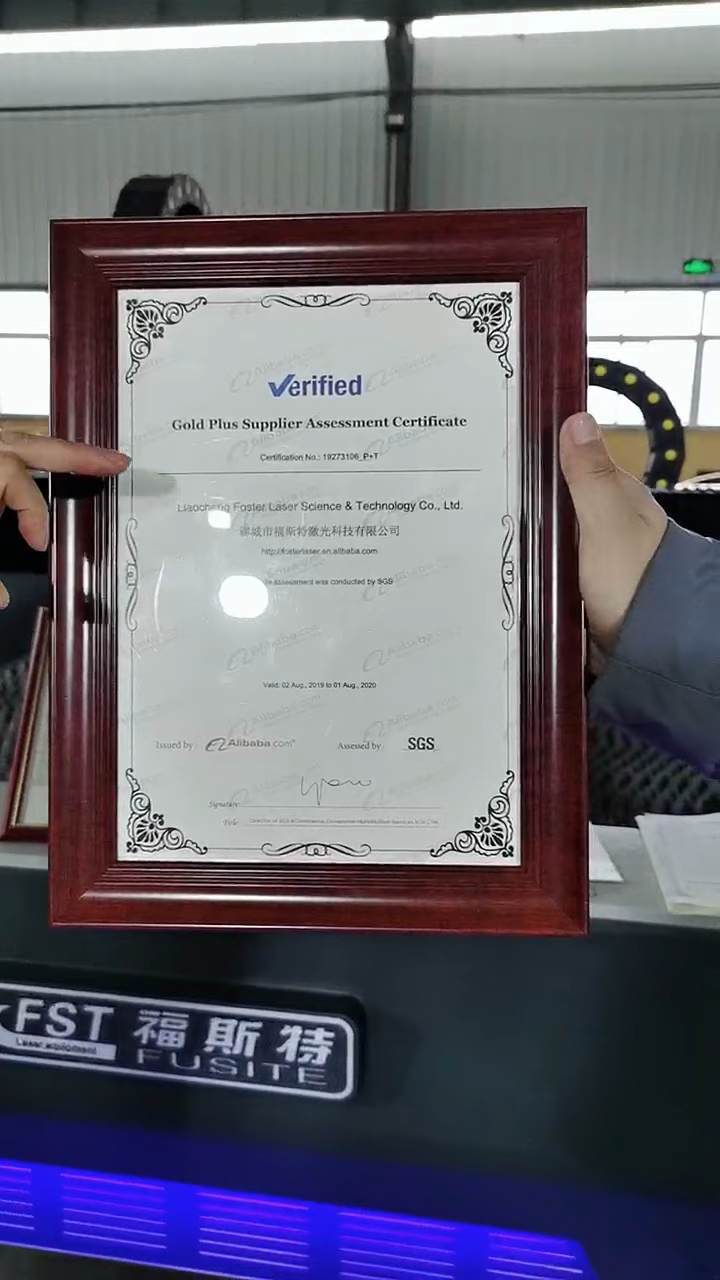 Verified
Gold Plus Supplier Assessment Certificate
Certification No.: 19273106_P+T
Liaocheng Foster Laser Science & Technology Co., Ltd.
聊城市福斯特激光科技有限公司
http://fosterlaser.en.alibaba.com
assessment was conducted by SGS
Valid: 02 Aug., 2019 to 01 Aug., 2020
Issued by Alibaba.com Assessed by SGS
Signature:
Title:
FST 福斯特
Laser equipment FUSITE